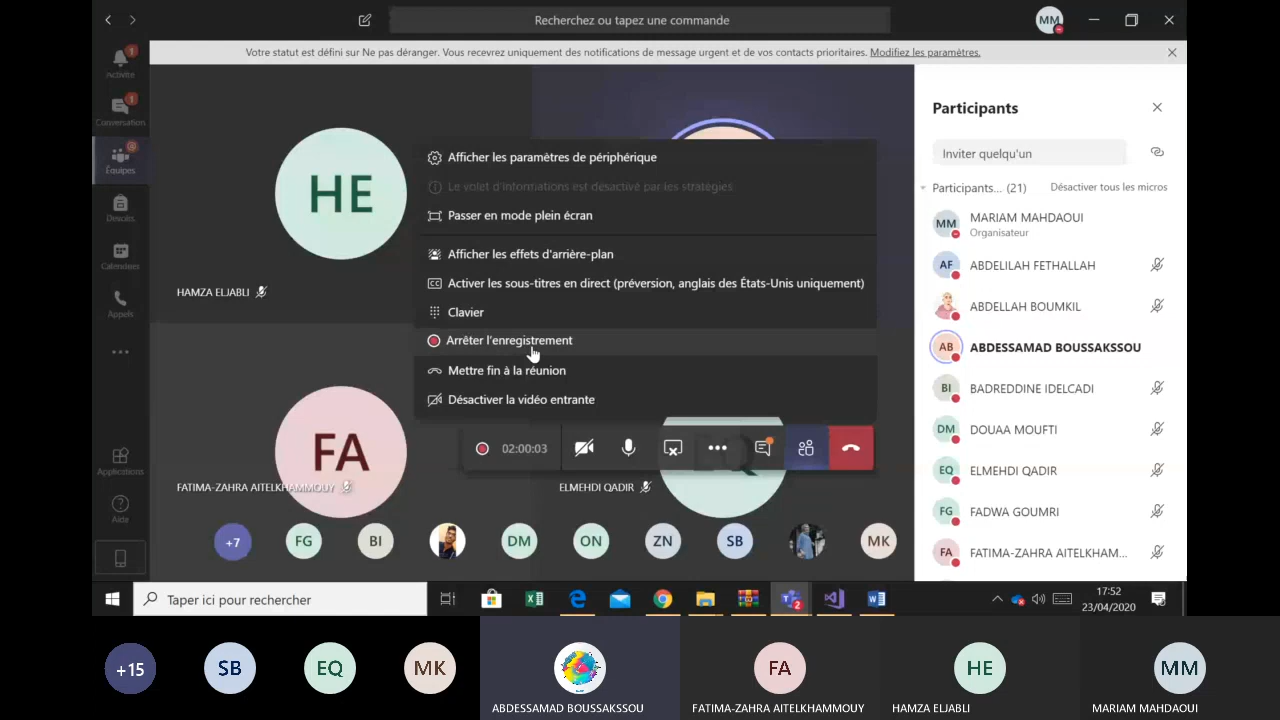 Recherchez ou tapez une commande
MM
Votre statut est défini sur Ne pas déranger. Vous recevrez uniquement des notifications de message urgent et de vos contacts prioritaires. Modifiez les paramètres.
1
Activité
1
Conversation
@
Équipes
Devoirs
Calendrier
Appels
Applications
Aide
HE
HAMZA ELJABLI
Afficher les paramètres de périphérique
Le volet d'informations est désactivé par les stratégies
Passer en mode plein écran
Afficher les effets d'arrière-plan
CC Activer les sous-titres en direct (préversion, anglais des États-Unis uniquement)
Clavier
Arrêter l'enregistrement
Mettre fin à la réunion
Désactiver la vidéo entrante
02:00:03
FA
FATIMA-ZAHRA AITELKHAMMOUY
ELMEHDI QADIR
+7
FG
BI
DM
ON
ZN
SB
MK
Participants
Inviter quelqu'un
Participants... (21)
Désactiver tous les micros
MM MARIAM MAHDAOUI
Organisateur
AF ABDELILAH FETHALLAH
ABDELLAH BOUMKIL
AB ABDESSAMAD BOUSSAKSSOU
BI BADREDDINE IDELCADI
DM DOUAA MOUFTI
EQ ELMEHDI QADIR
FG FADWA GOUMRI
FA FATIMA-ZAHRA AITELKHAM...
Taper ici pour rechercher
17:52
23/04/2020
+15
SB
EQ
MK
ABDESSAMAD BOUSSAKSSOU
FA
FATIMA-ZAHRA AITELKHAMMOUY
HE
HAMZA ELJABLI
MM
MARIAM MAHDAOUI